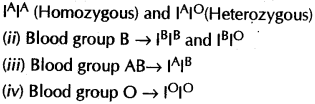 IᴬIᴬ (Homozygous) and IᴬIᴼ(Heterozygous)
(ii) Blood group B → IᴮIᴮ and IᴮIᴼ
(iii) Blood group AB→ IᴬIᴮ
(iv) Blood group O → IᴼIᴼ